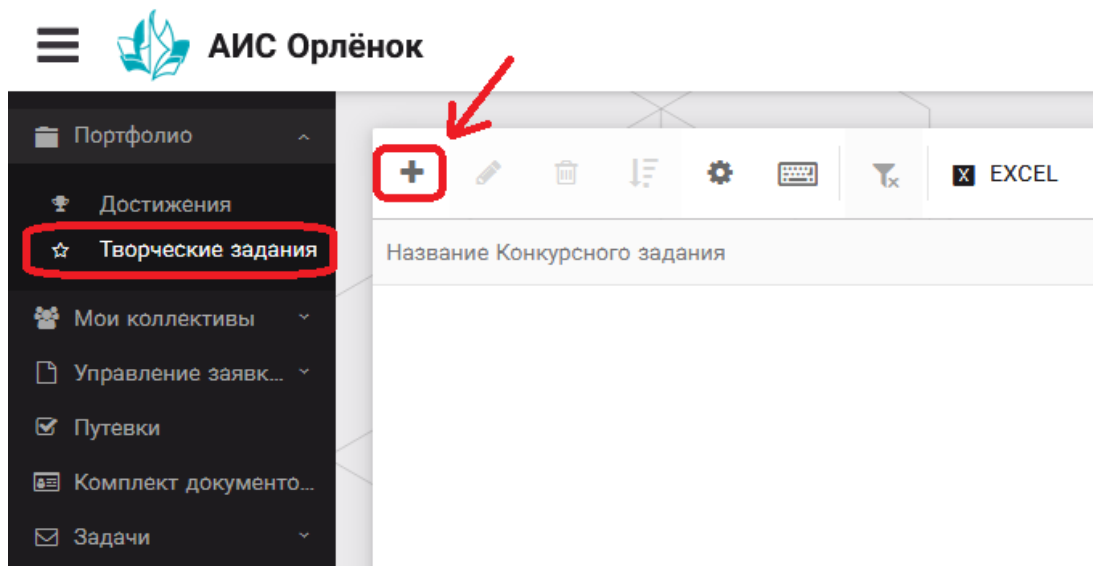 АИС Орлёнок
Портфолио
Достижения
Творческие задания
Мои коллективы
Управление заявк...
Путевки
Комплект документо...
Задачи
EXCEL
Название Конкурсного задания